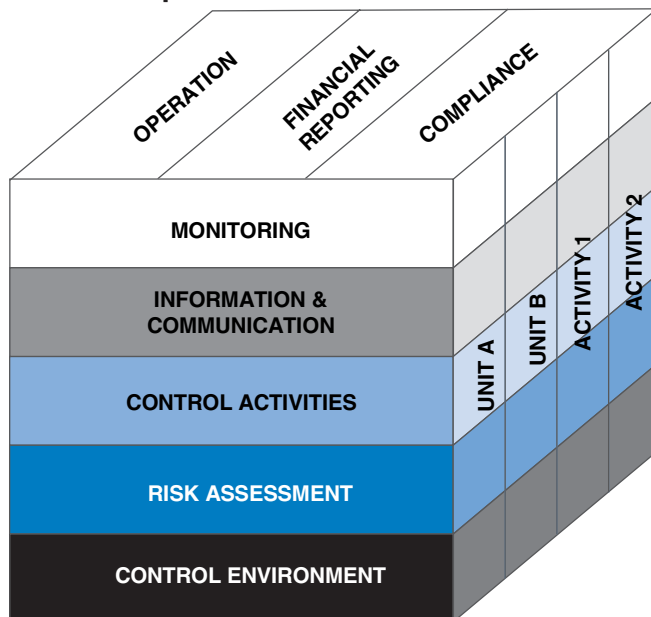 OPERATION
FINANCIAL
REPORTING
COMPLIANCE
MONITORING
INFORMATION &
COMMUNICATION
CONTROL ACTIVITIES
RISK ASSESSMENT
CONTROL ENVIRONMENT
UNIT A
UNIT B
ACTIVITY 1
ACTIVITY 2